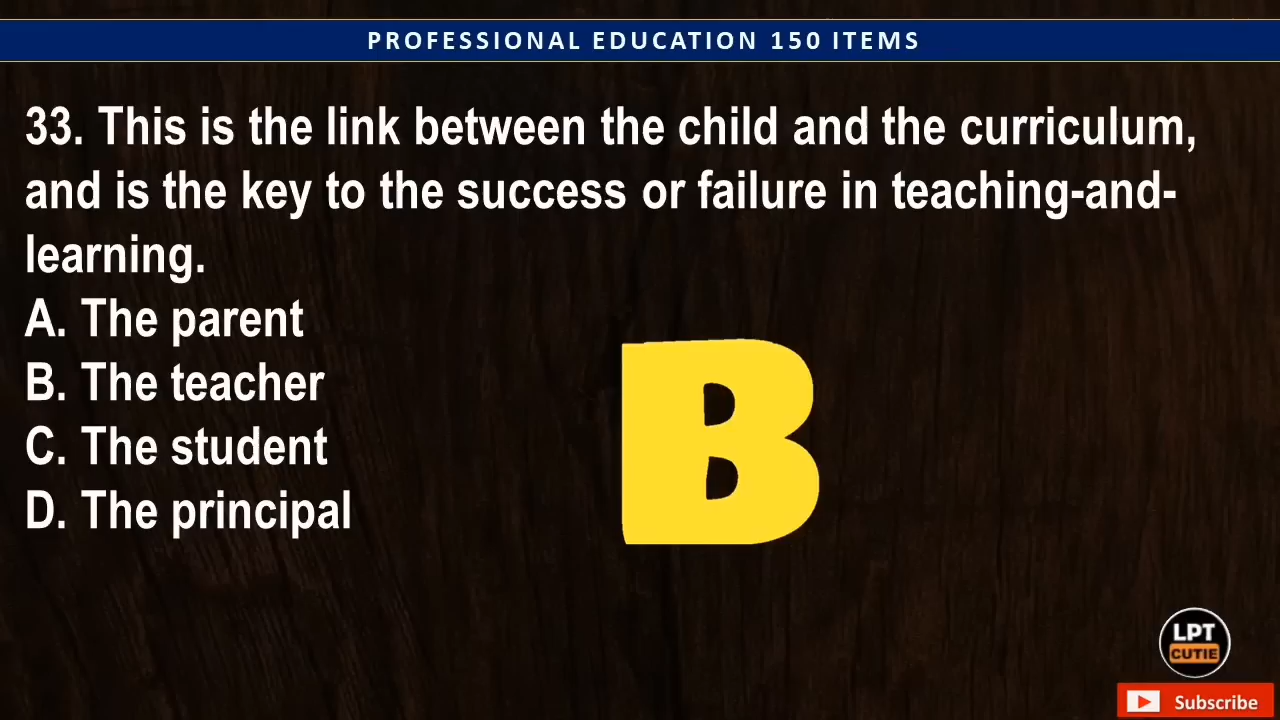 PROFESSIONAL EDUCATION 150 ITEMS
33. This is the link between the child and the curriculum,
and is the key to the success or failure in teaching-and-
learning.
A. The parent
B. The teacher
C. The student
D. The principal
B
LPT
CUTIE
Subscribe